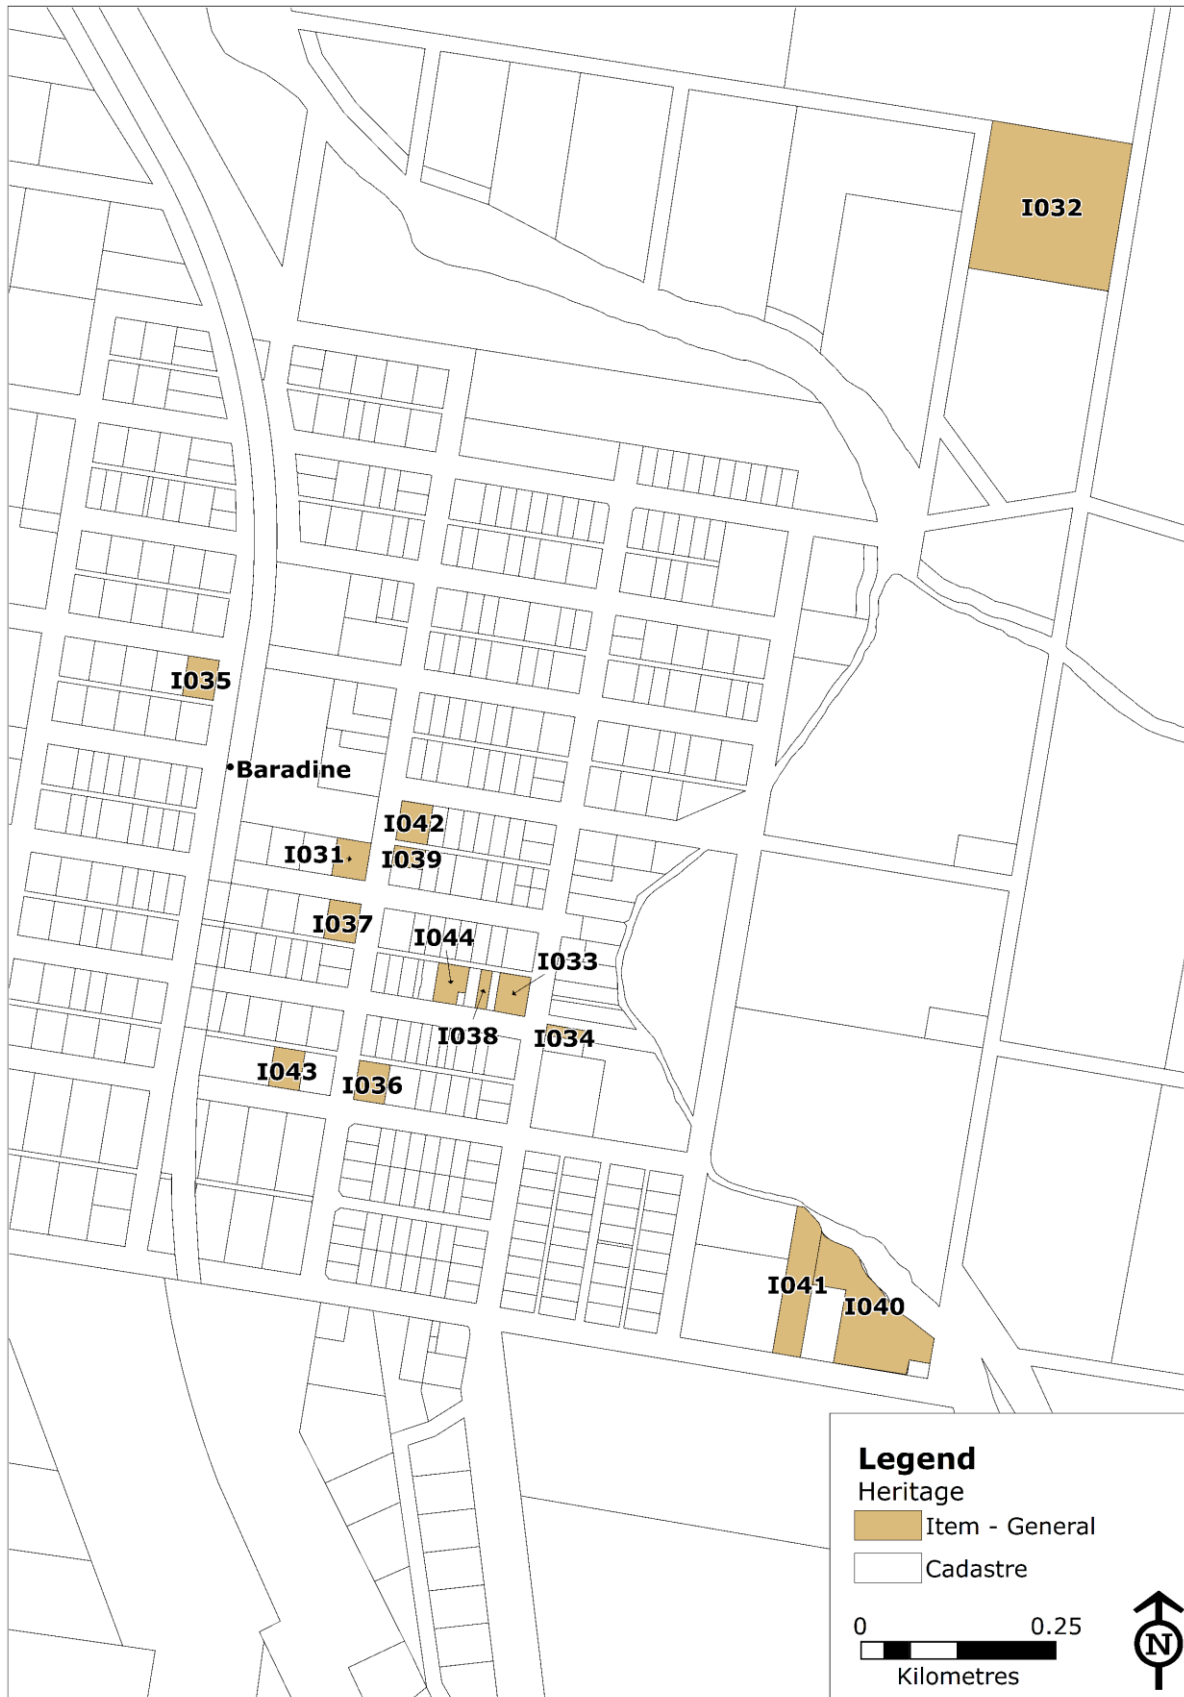 I032
I035
Baradine
I042
I031
I039
I037
I044
I033
I038
I034
I043
I036
I041
I040
Legend
Heritage
Item - General
Cadastre
0 0.25
Kilometres
N